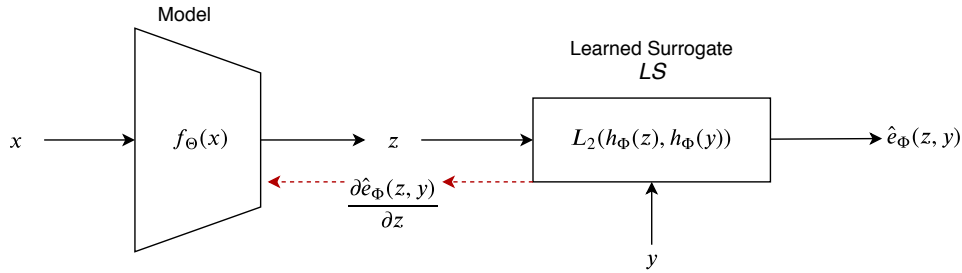 Model
Learned Surrogate
LS
x
f_Θ(x)
z
L_2(h_Φ(z), h_Φ(y))
ê_Φ(z, y)
∂ê_Φ(z, y)
∂z
y